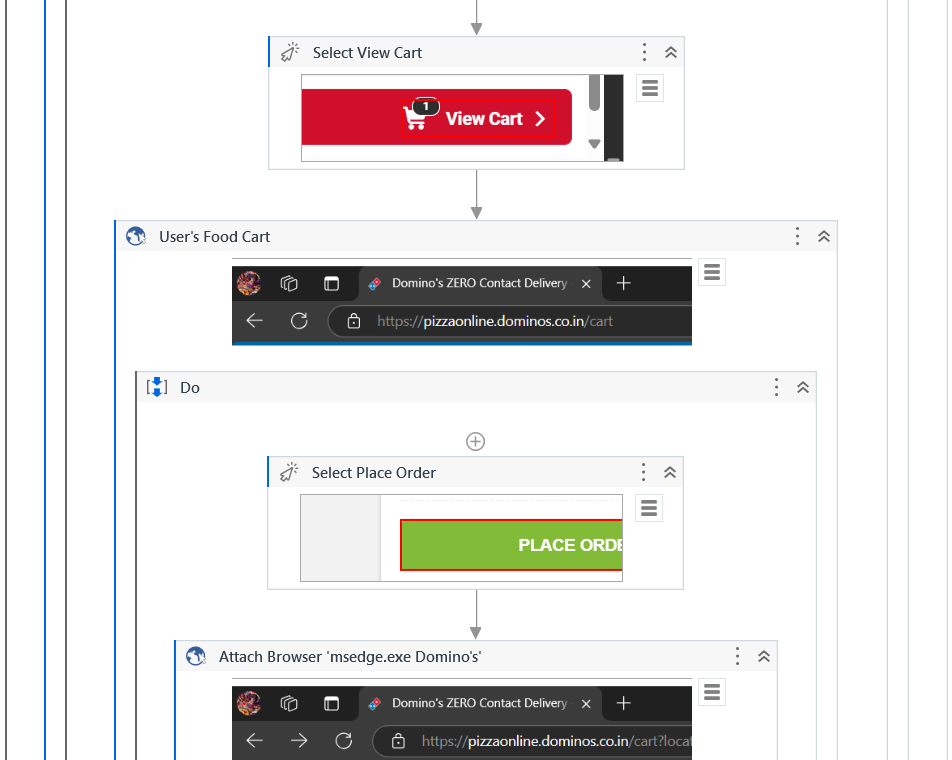 Select View Cart
1
View Cart
User's Food Cart
Domino's ZERO Contact Delivery
https://pizzaonline.dominos.co.in/cart
Do
Select Place Order
PLACE ORDE
Attach Browser 'msedge.exe Domino's'
Domino's ZERO Contact Delivery
https://pizzaonline.dominos.co.in/cart?locat